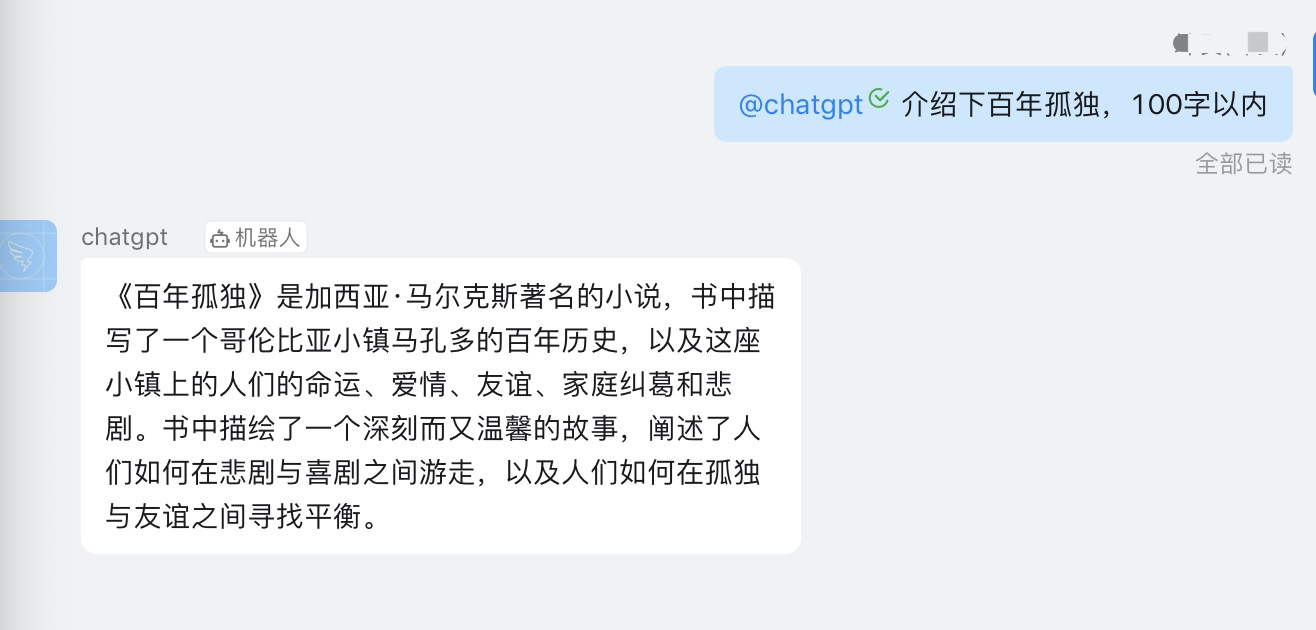 @chatgpt 介绍下百年孤独，100字以内
全部已读
chatgpt 机器人
《百年孤独》是加西亚·马尔克斯著名的小说，书中描
写了一个哥伦比亚小镇马孔多的百年历史，以及这座
小镇上的人们的命运、爱情、友谊、家庭纠葛和悲
剧。书中描绘了一个深刻而又温馨的故事，阐述了人
们如何在悲剧与喜剧之间游走，以及人们如何在孤独
与友谊之间寻找平衡。